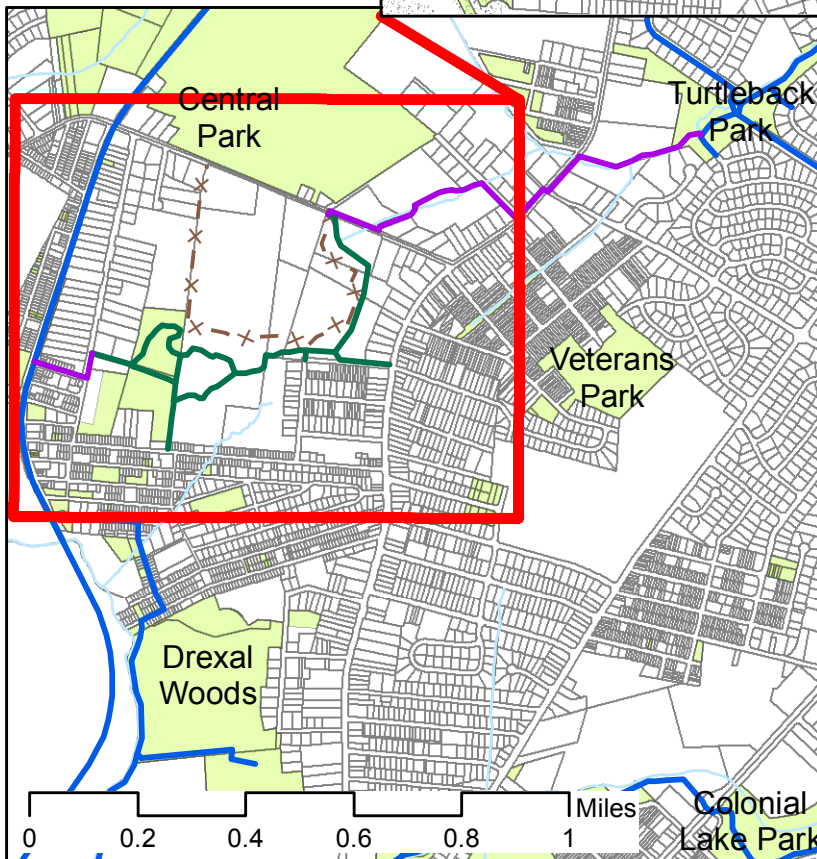 Central
Park
Turtleback
Park
Veterans
Park
Drexal
Woods
Colonial
Lake Park
Miles
0 0.2 0.4 0.6 0.8 1